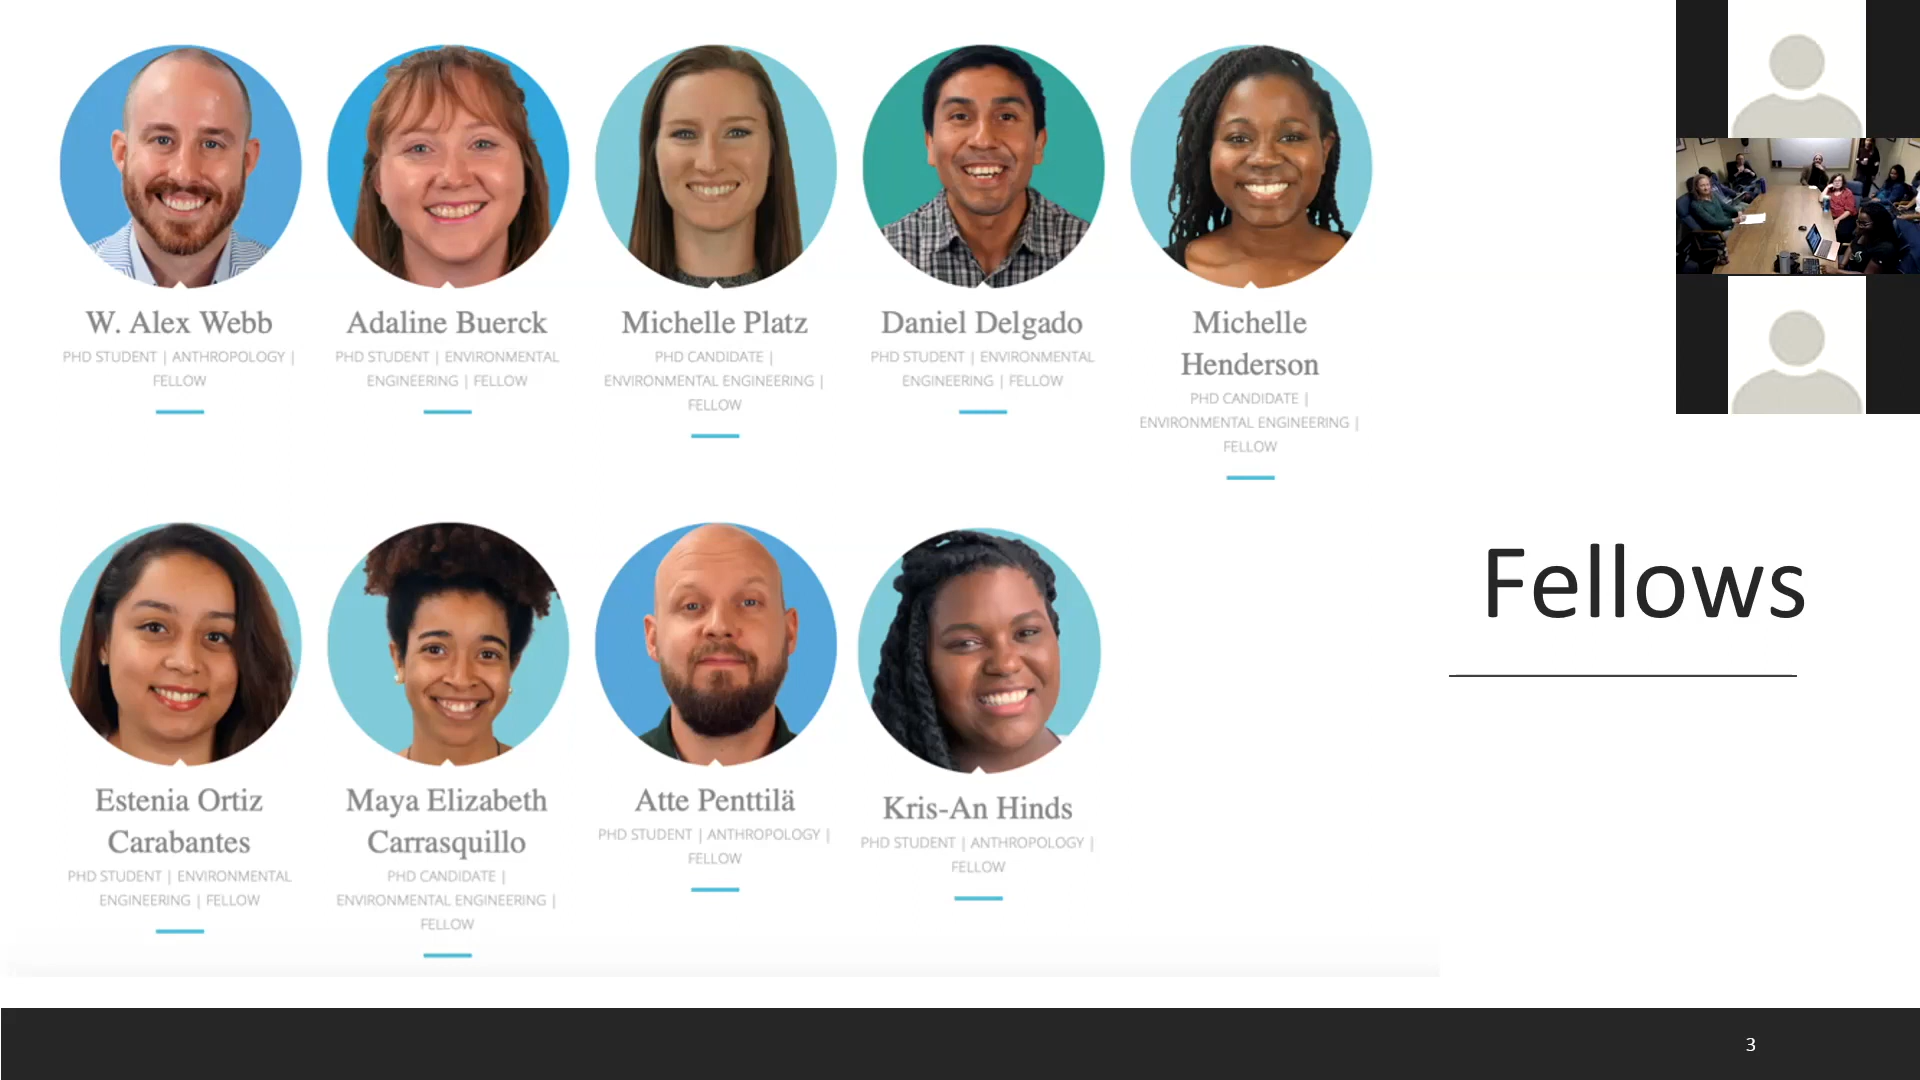 W. Alex Webb
PHD STUDENT | ANTHROPOLOGY |
FELLOW
Adaline Buerck
PHD STUDENT | ENVIRONMENTAL
ENGINEERING | FELLOW
Michelle Platz
PHD CANDIDATE |
ENVIRONMENTAL ENGINEERING |
FELLOW
Daniel Delgado
PHD STUDENT | ENVIRONMENTAL
ENGINEERING | FELLOW
Michelle
Henderson
PHD CANDIDATE |
ENVIRONMENTAL ENGINEERING |
FELLOW
Estenia Ortiz
Carabantes
PHD STUDENT | ENVIRONMENTAL
ENGINEERING | FELLOW
Maya Elizabeth
Carrasquillo
PHD CANDIDATE |
ENVIRONMENTAL ENGINEERING |
FELLOW
Atte Penttilä
PHD STUDENT | ANTHROPOLOGY |
FELLOW
Kris-An Hinds
PHD STUDENT | ANTHROPOLOGY |
FELLOW
Fellows
3